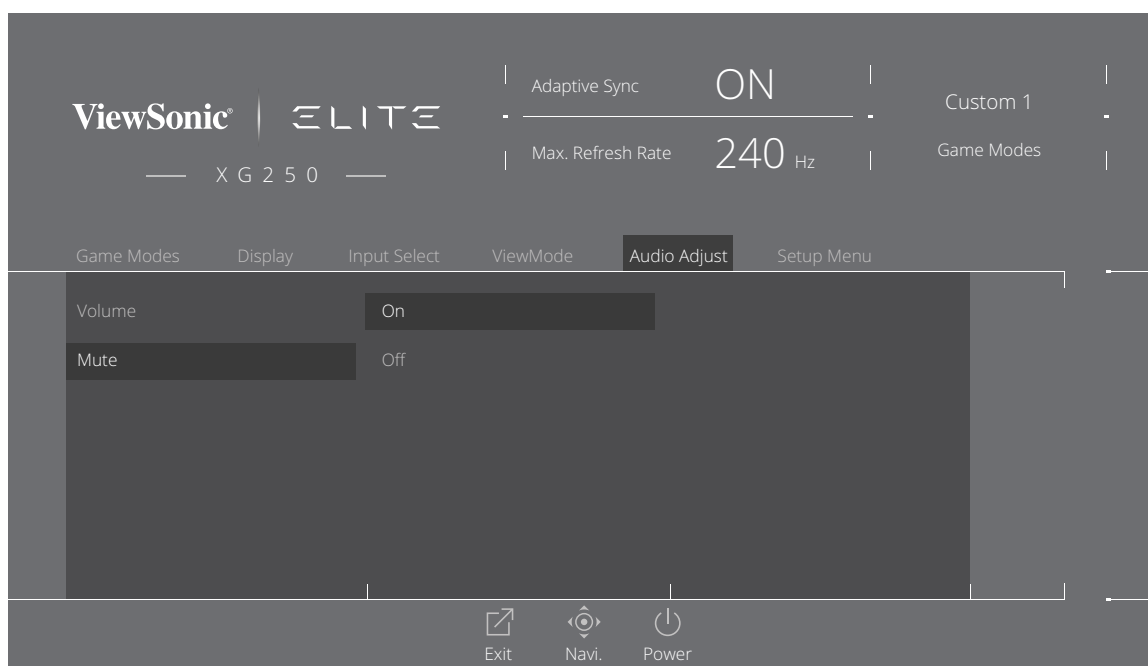 ViewSonic® ELITE
XG250
Adaptive Sync ON
Max. Refresh Rate 240 Hz
Custom 1
Game Modes
Game Modes Display Input Select ViewMode Audio Adjust Setup Menu
Volume On
Mute Off
Exit Navi. Power